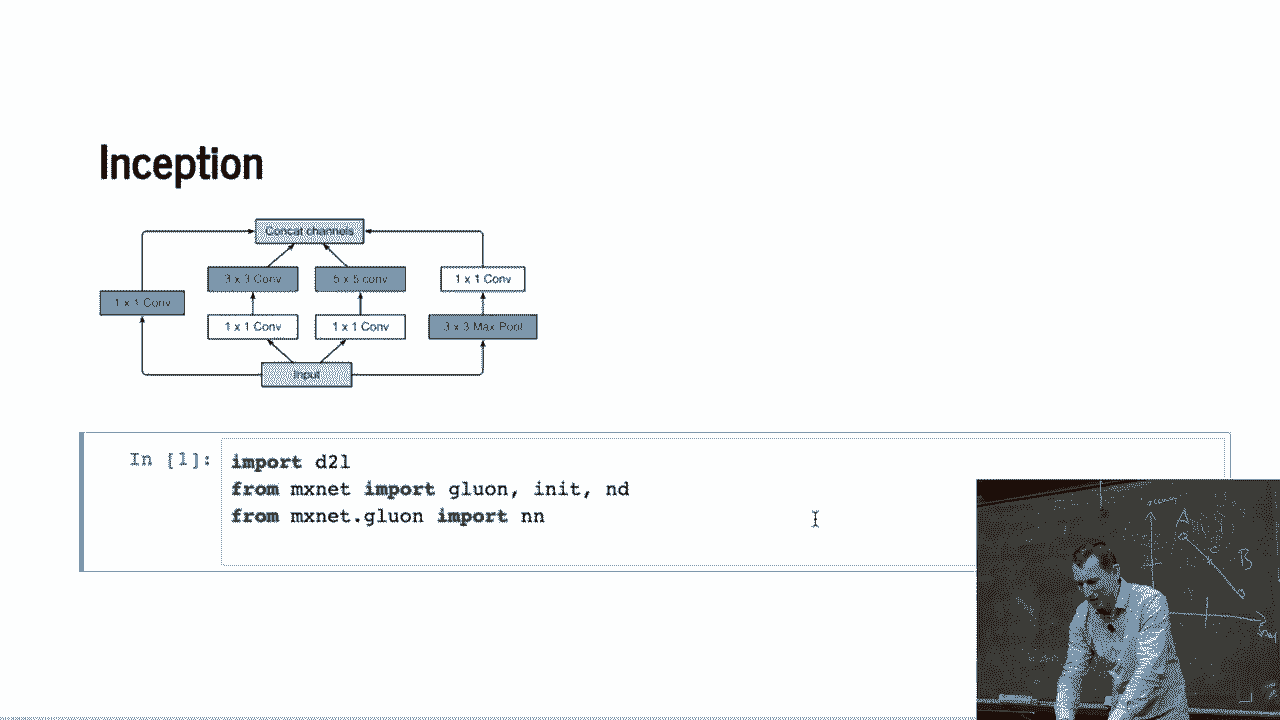 Inception
Concat channels
3 x 3 Conv
5 x 5 conv
1 x 1 Conv
1 x 1 Conv
1 x 1 Conv
1 x 1 Conv
3 x 3 Max Pool
Input
In [1]:
import d2l
from mxnet import gluon, init, nd
from mxnet.gluon import nn
A
C
B